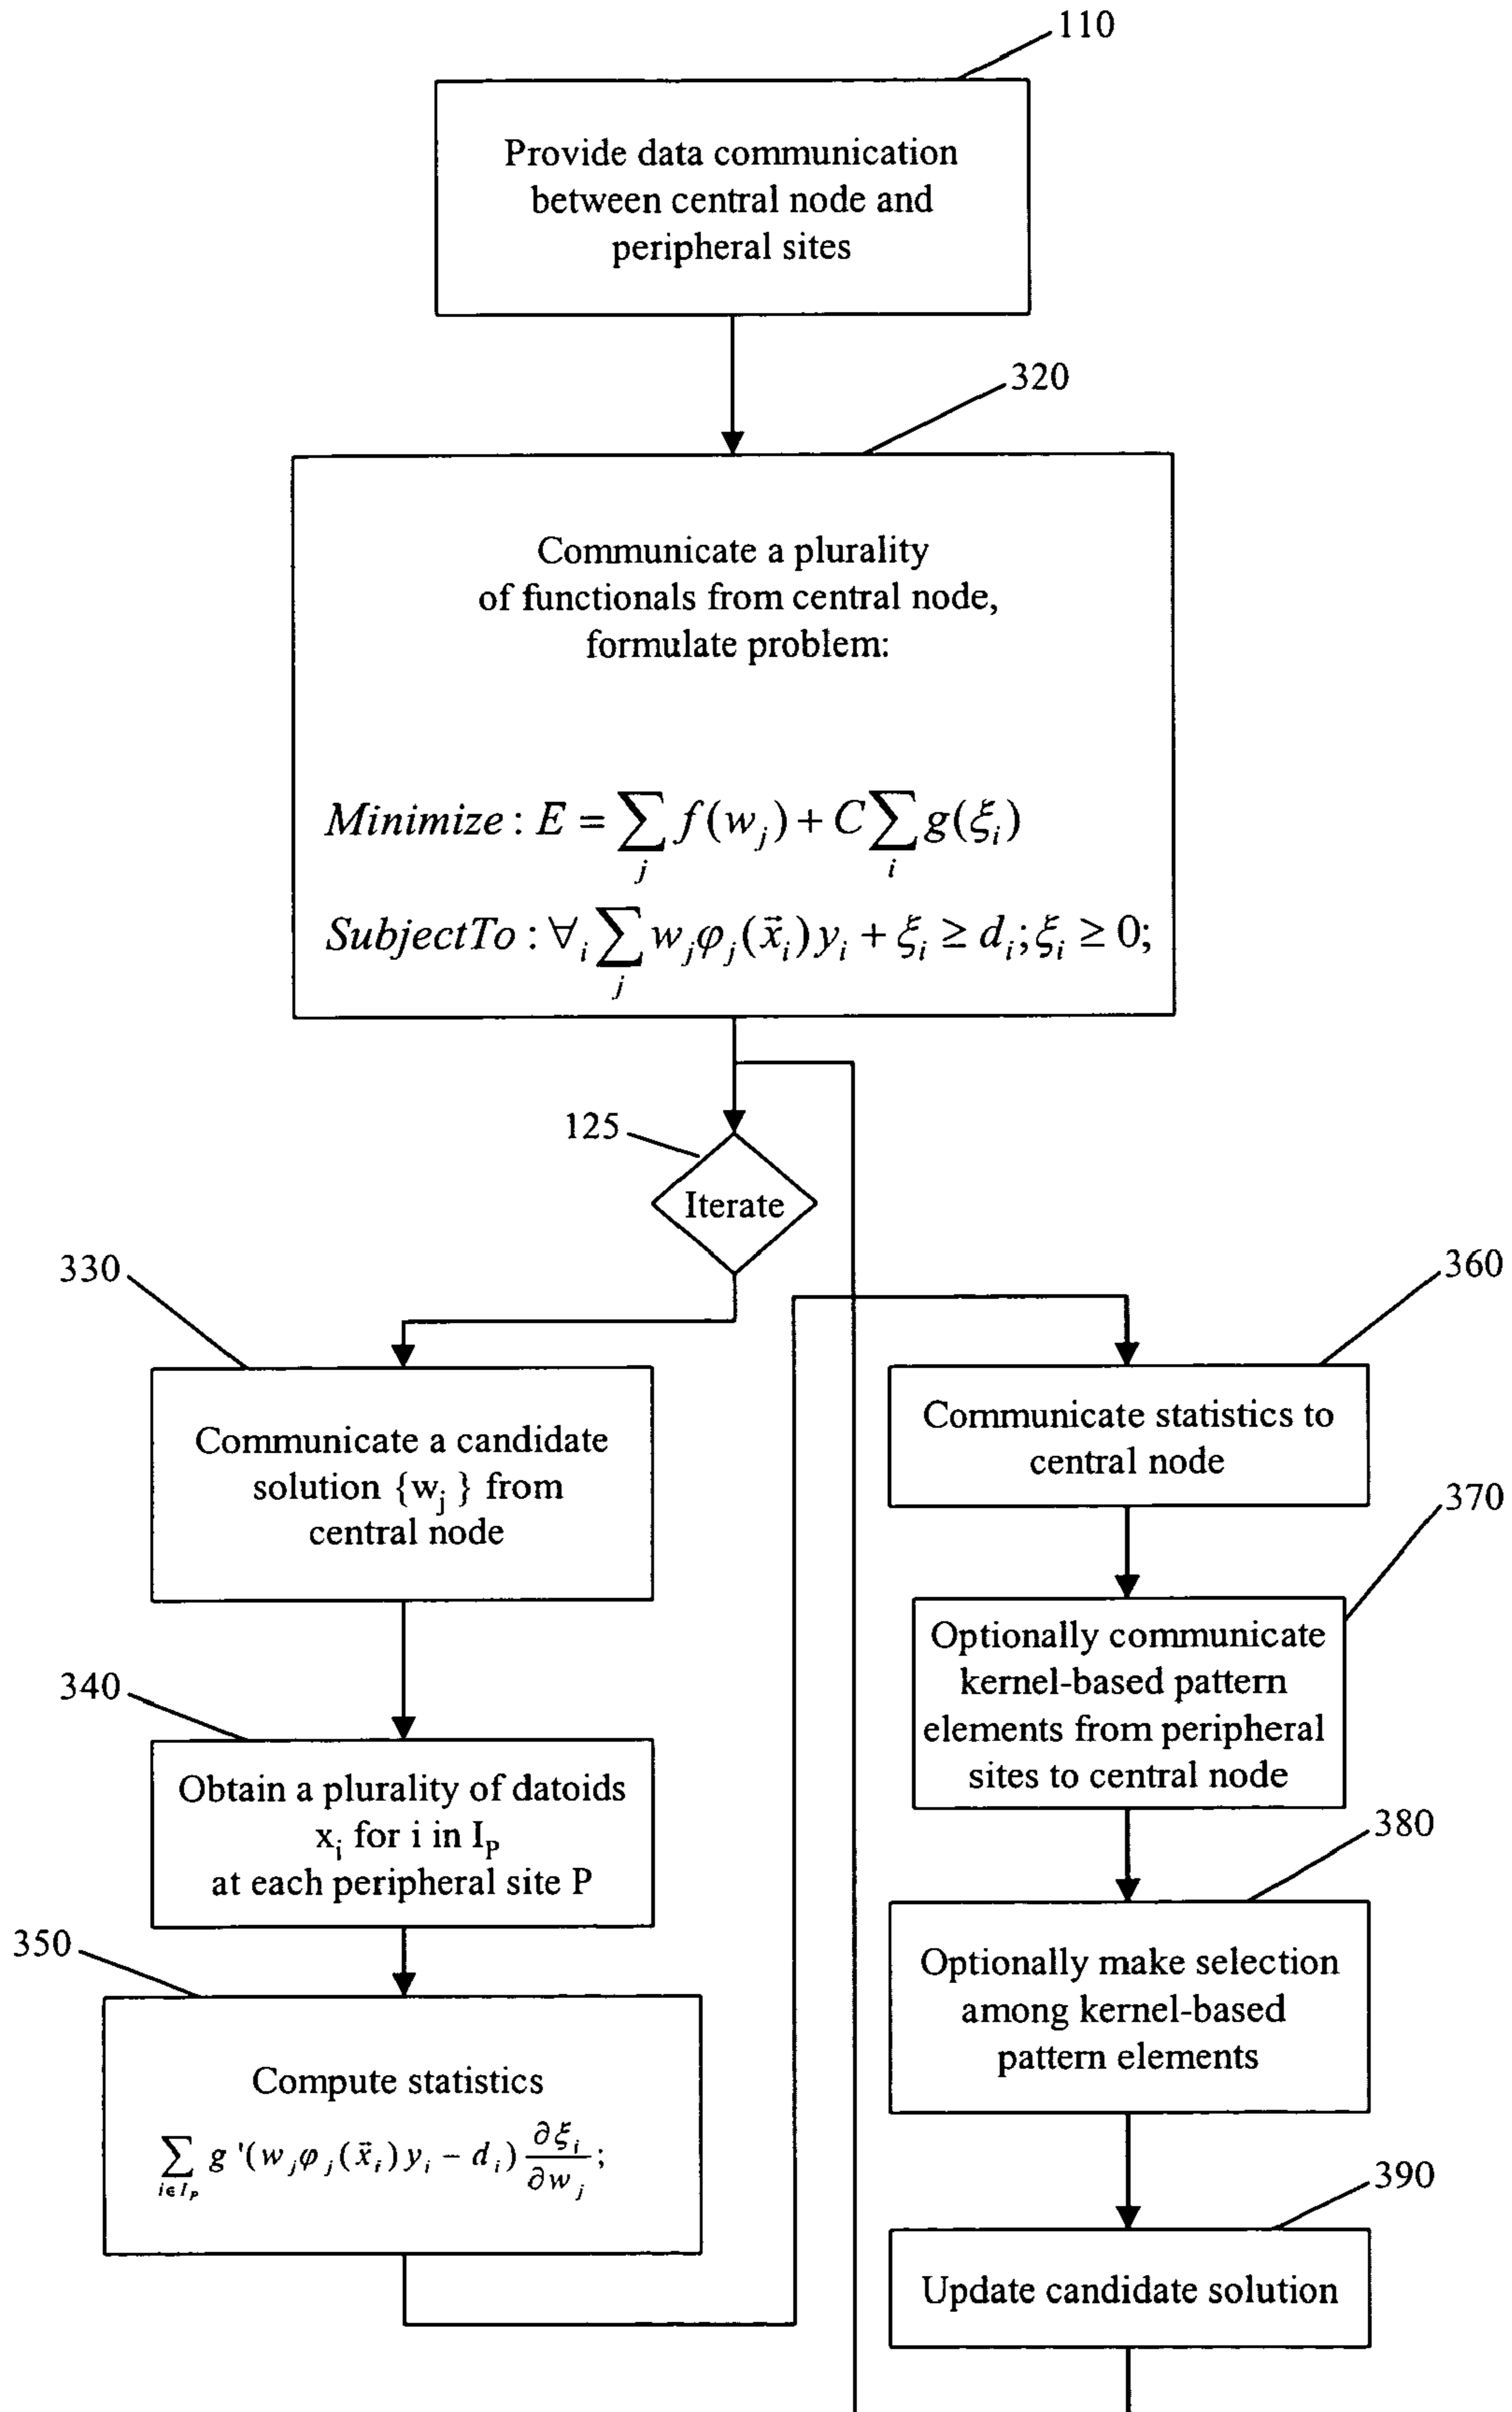 110
Provide data communication
between central node and
peripheral sites
320
Communicate a plurality
of functionals from central node,
formulate problem:
Minimize : E = ∑_j f(w_j) + C∑_i g(ξ_i)
SubjectTo : ∀_i ∑_j w_j φ_j(x⃗_i) y_i + ξ_i ≥ d_i; ξ_i ≥ 0;
125
Iterate
330
Communicate a candidate
solution {w_j } from
central node
340
Obtain a plurality of datoids
x_i for i in I_P
at each peripheral site P
350
Compute statistics
∑_{i∈I_P} g '(w_j φ_j(x⃗_i) y_i − d_i) ∂ξ_i/∂w_j ;
360
Communicate statistics to
central node
370
Optionally communicate
kernel-based pattern
elements from peripheral
sites to central node
380
Optionally make selection
among kernel-based
pattern elements
390
Update candidate solution